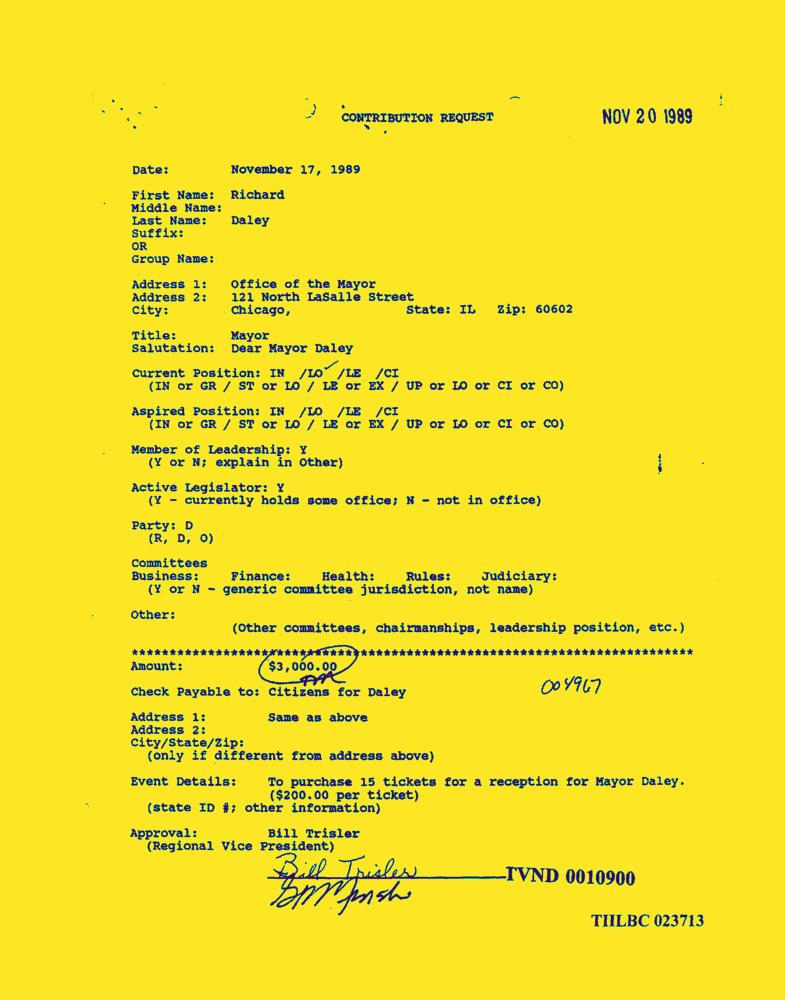 CONTRIBUTION REQUEST
NOV 20 1989
Date: November 17, 1989
First Name: Richard
Middle Name:
Last Name: Daley
Suffix:
OR
Group Name:
Address 1: Office of the Mayor
Address 2: 121 North LaSalle Street
City: Chicago, State: IL Zip: 60602
Title: Mayor
Salutation: Dear Mayor Daley
Current Position: IN /LO /LE /CI
(IN or GR / ST or LO / LE or EX / UP or LO or CI or CO)
Aspired Position: IN /LO /LE /CI
(IN or GR / ST or LO / LE or EX / UP or LO or CI or CO)
Member of Leadership: Y
(Y or N; explain in Other)
Active Legislator: Y
(Y - currently holds some office; N - not in office)
Party: D
(R, D, O)
Committees
Business: Finance: Health: Rules: Judiciary:
(Y or N - generic committee jurisdiction, not name)
Other:
(Other committees, chairmanships, leadership position, etc.)
**************************************************************************
Amount: $3,000.00
Check Payable to: Citizens for Daley
004967
Address 1: Same as above
Address 2:
City/State/Zip:
(only if different from address above)
Event Details: To purchase 15 tickets for a reception for Mayor Daley.
($200.00 per ticket)
(state ID #; other information)
Approval: Bill Trisler
(Regional Vice President)
Bill Trisler
TVND 0010900
TIILBC 023713